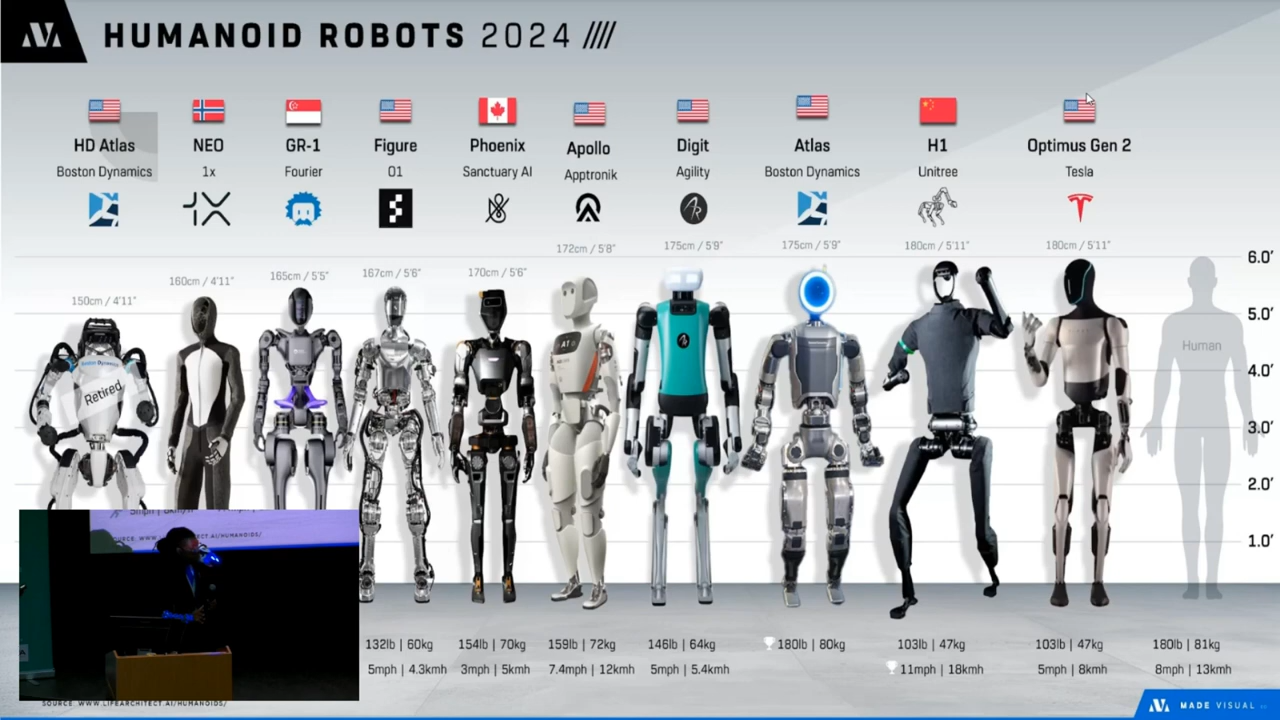 HUMANOID ROBOTS 2024 ////
HD Atlas
Boston Dynamics
150cm / 4'11"
Retired
NEO
1x
160cm / 4'11"
GR-1
Fourier
165cm / 5'5"
Figure
01
167cm / 5'6"
132lb | 60kg
5mph | 4.3kmh
Phoenix
Sanctuary AI
170cm / 5'6"
154lb | 70kg
3mph | 5kmh
Apollo
Apptronik
172cm / 5'8"
159lb | 72kg
7.4mph | 12kmh
Digit
Agility
175cm / 5'9"
146lb | 64kg
5mph | 5.4kmh
Atlas
Boston Dynamics
175cm / 5'9"
180lb | 80kg
H1
Unitree
180cm / 5'11"
103lb | 47kg
11mph | 18kmh
Optimus Gen 2
Tesla
180cm / 5'11"
103lb | 47kg
5mph | 8kmh
Human
180lb | 81kg
8mph | 13kmh
6.0'
5.0'
4.0'
3.0'
2.0'
1.0'
SOURCE: WWW.LIFEARCHITECT.AI/HUMANOIDS/
MADE VISUAL